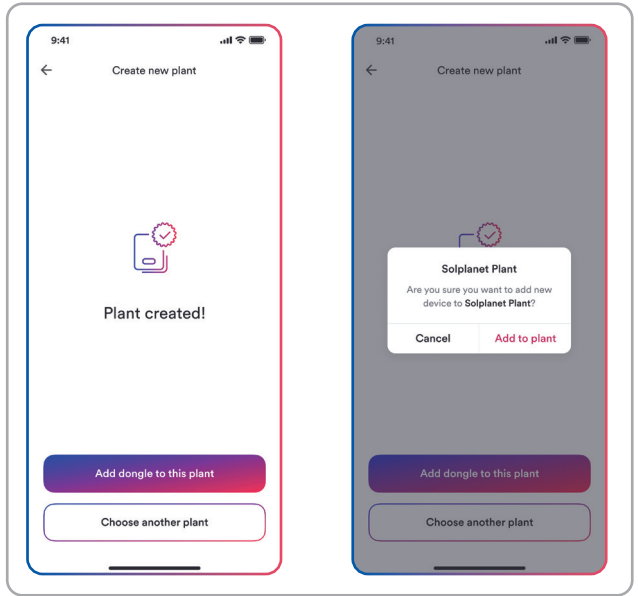 9:41
Create new plant
Plant created!
Add dongle to this plant
Choose another plant
9:41
Create new plant
Solplanet Plant
Are you sure you want to add new
device to Solplanet Plant?
Cancel
Add to plant
Add dongle to this plant
Choose another plant